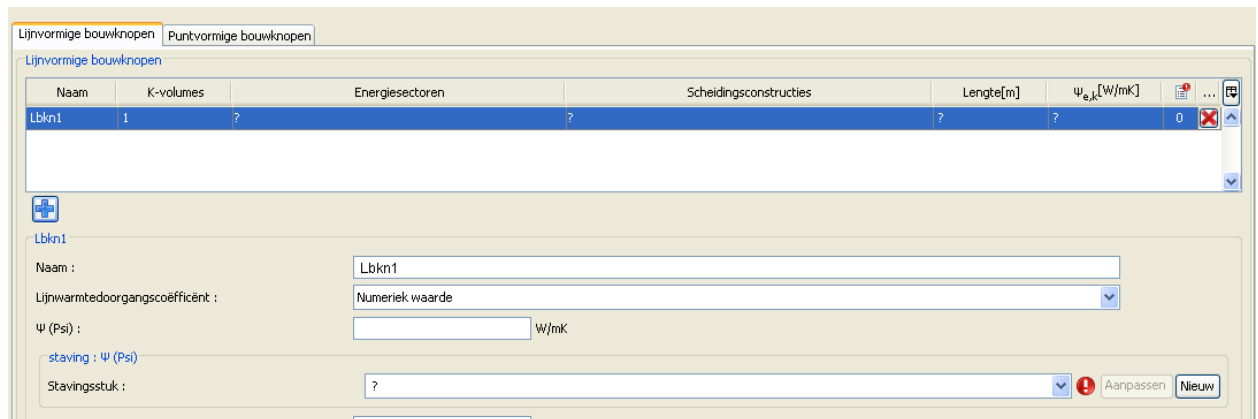 Lijnvormige bouwknopen Puntvormige bouwknopen
Lijnvormige bouwknopen
Naam K-volumes Energiesectoren Scheidingsconstructies Lengte[m] Ψe,k[W/mK] ...
Lbkn1 1 ? ? ? ? 0
Lbkn1
Naam : Lbkn1
Lijnwarmtedoorgangscoëfficënt : Numeriek waarde
Ψ (Psi) : W/mK
staving : Ψ (Psi)
Stavingsstuk : ? Aanpassen Nieuw